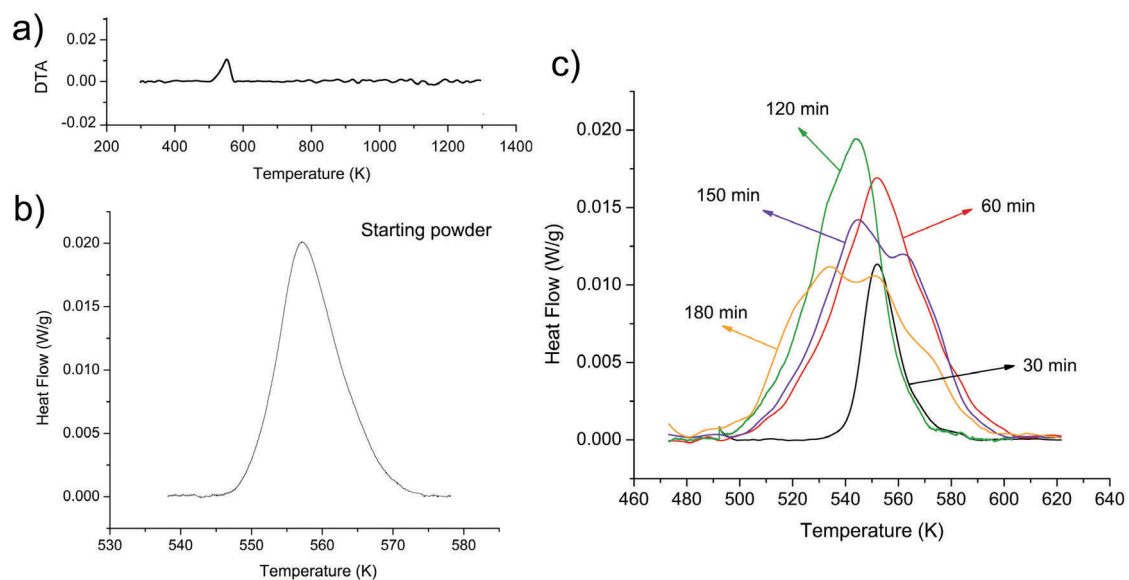 a)
0.02
0.00
-0.02
DTA
200 400 600 800 1000 1200 1400
Temperature (K)
b)
Starting powder
0.020
0.015
0.010
0.005
0.000
Heat Flow (W/g)
530 540 550 560 570 580
Temperature (K)
c)
0.020
0.015
0.010
0.005
0.000
Heat Flow (W/g)
120 min
150 min
60 min
180 min
30 min
460 480 500 520 540 560 580 600 620 640
Temperature (K)